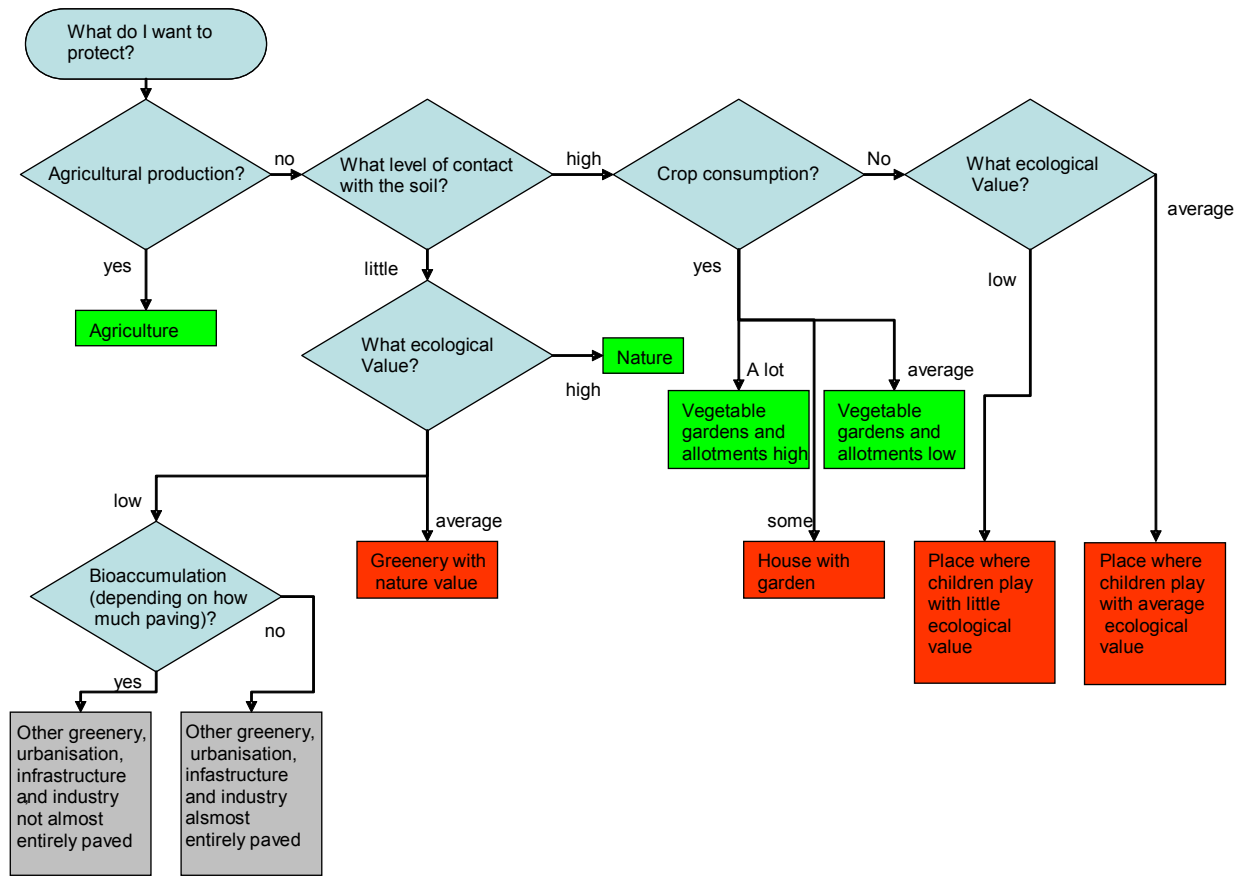 What do I want to
protect?
Agricultural production?
no
What level of contact
with the soil?
high
Crop consumption?
No
What ecological
Value?
average
yes
little
yes
low
Agriculture
What ecological
Value?
Nature
high
A lot
average
Vegetable
gardens and
allotments high
Vegetable
gardens and
allotments low
low
average
some
Bioaccumulation
(depending on how
much paving)?
no
yes
Greenery with
nature value
House with
garden
Place where
children play
with little
ecological
value
Place where
children play
with average
ecological
value
Other greenery,
urbanisation,
infrastructure
and industry
not almost
entirely paved
Other greenery,
urbanisation,
infastructure
and industry
alsmost
entirely paved